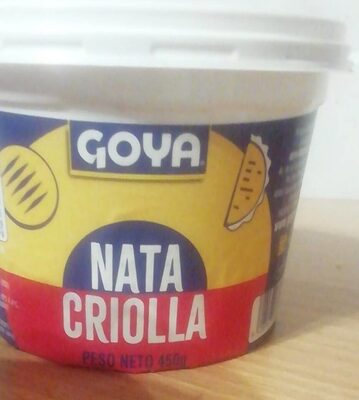 GOYA
NATA
CRIOLLA
PESO NETO 450g